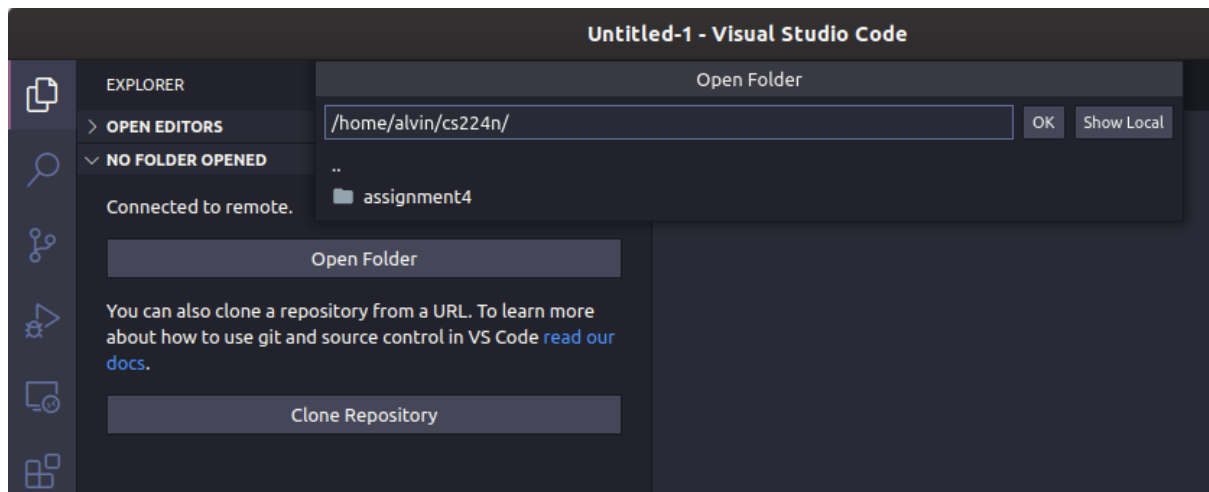 Untitled-1 - Visual Studio Code
EXPLORER
Open Folder
/home/alvin/cs224n/
OK
Show Local
..
assignment4
OPEN EDITORS
NO FOLDER OPENED
Connected to remote.
Open Folder
You can also clone a repository from a URL. To learn more
about how to use git and source control in VS Code read our
docs.
Clone Repository